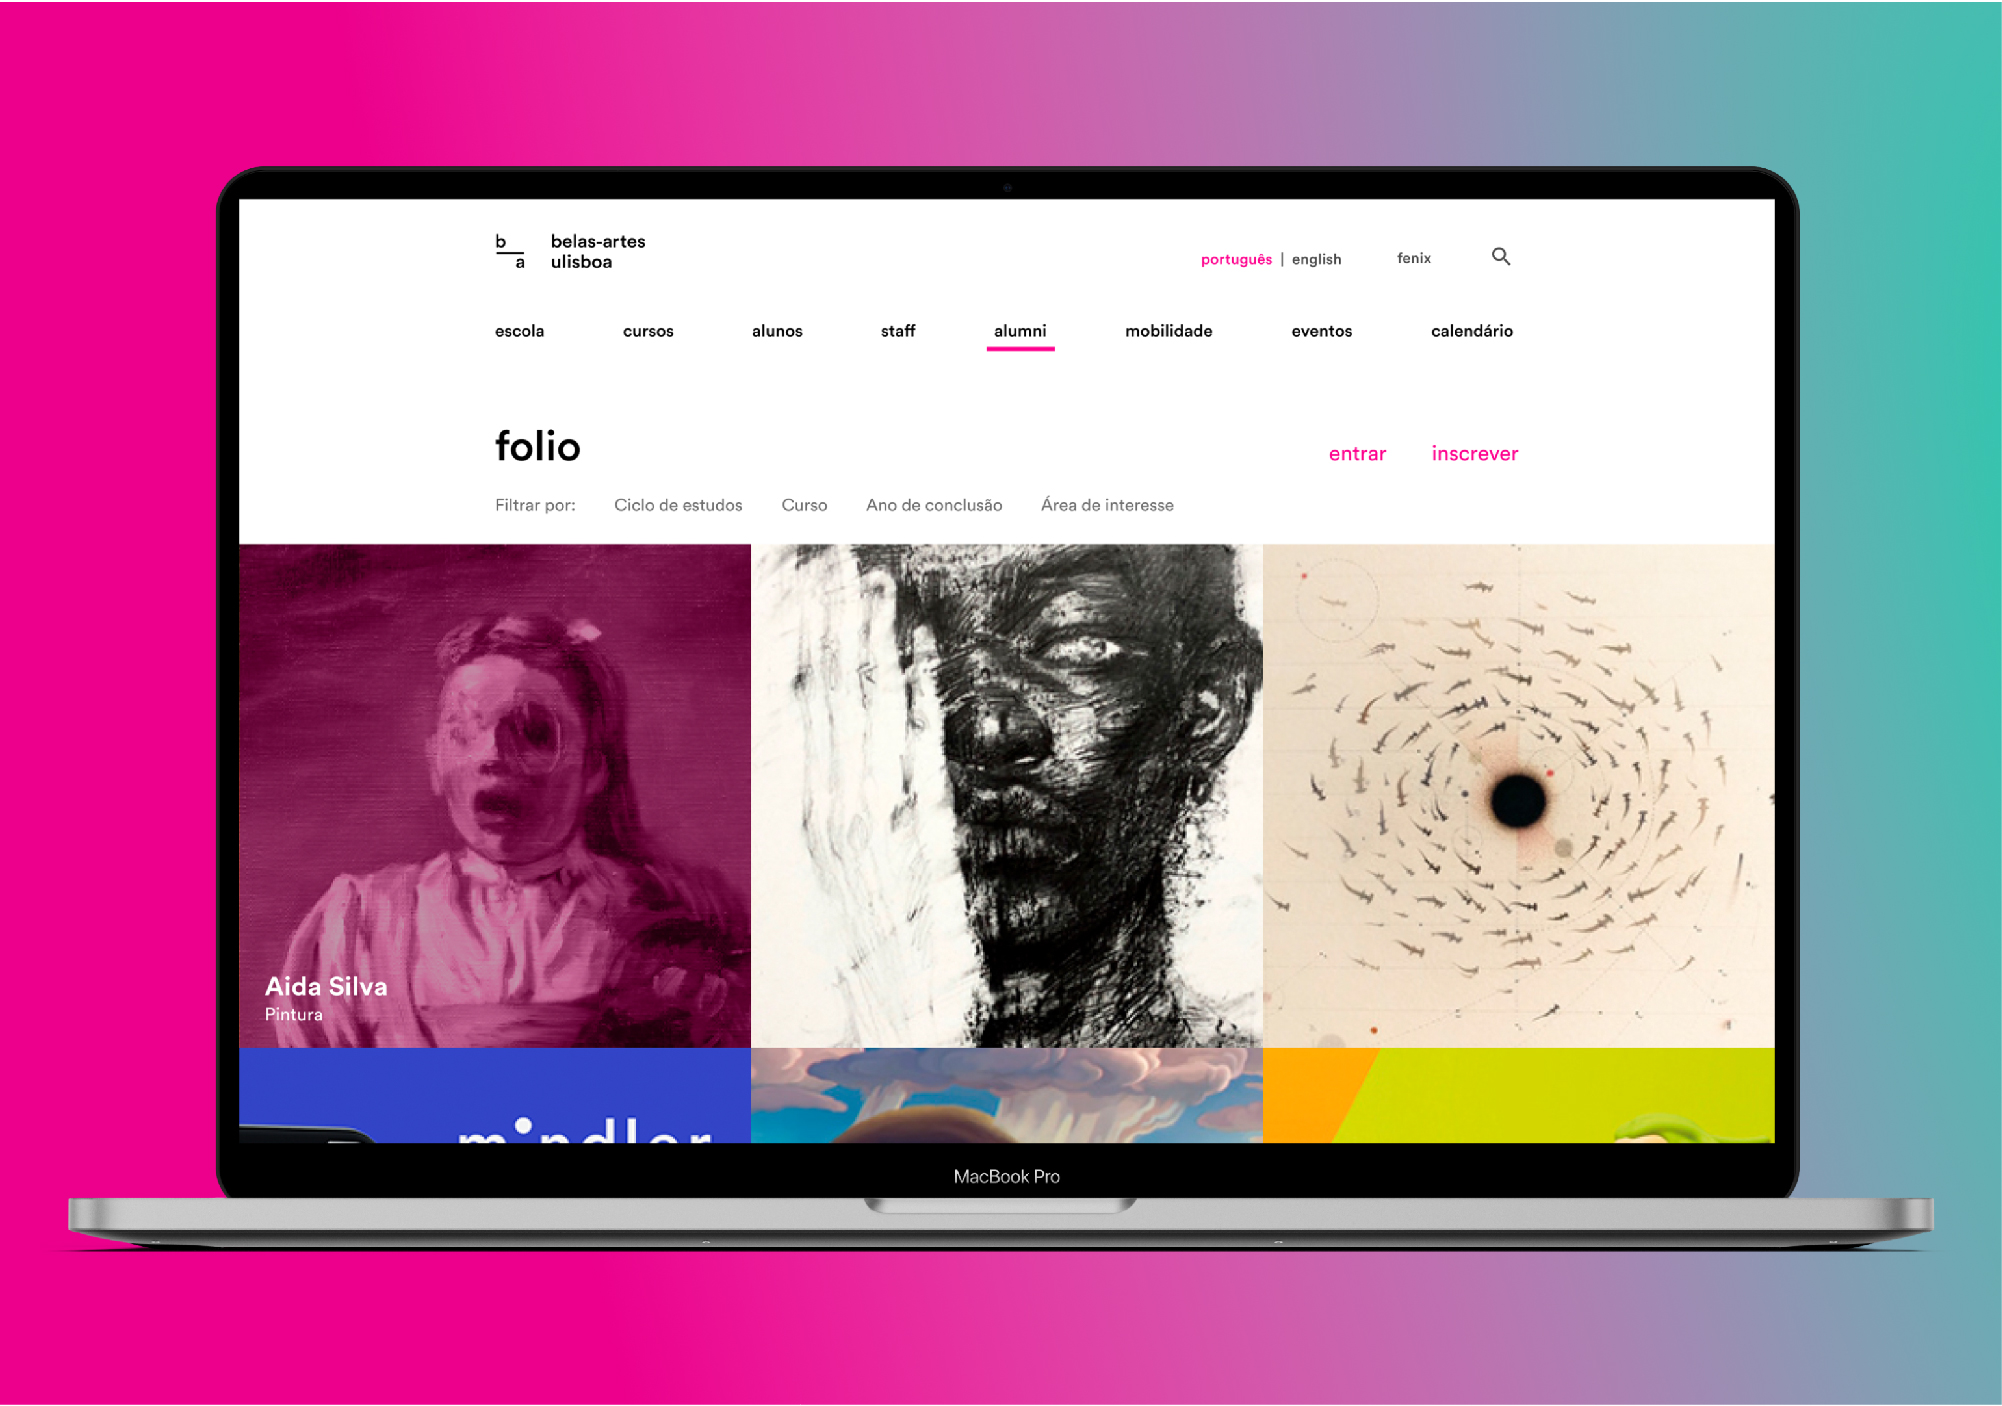 b
a
belas-artes
ulisboa
português | english
fenix
escola
cursos
alunos
staff
alumni
mobilidade
eventos
calendário
folio
entrar
inscrever
Filtrar por:
Ciclo de estudos
Curso
Ano de conclusão
Área de interesse
Aida Silva
Pintura
mindler
MacBook Pro